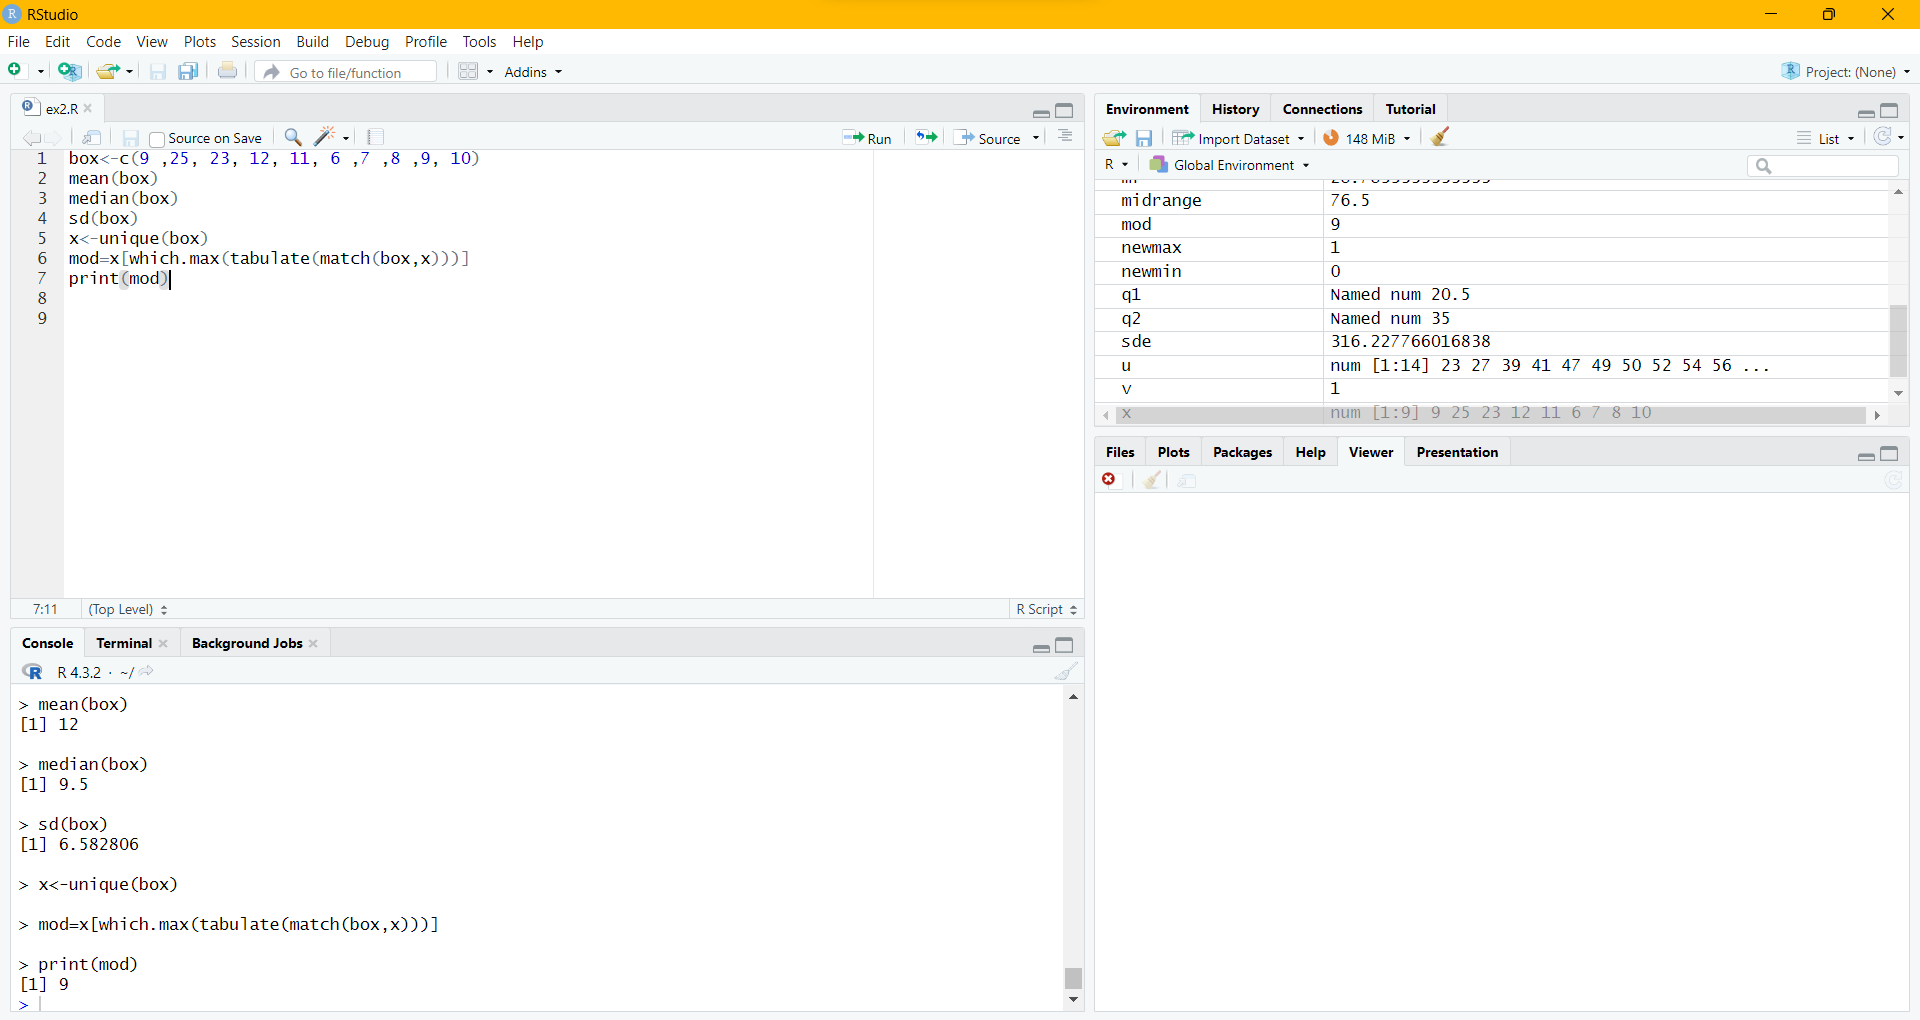 RStudio
File Edit Code View Plots Session Build Debug Profile Tools Help
Go to file/function Addins Project: (None)
ex2.R
Source on Save Run Source
1 box<-c(9 ,25, 23, 12, 11, 6 ,7 ,8 ,9, 10)
2 mean(box)
3 median(box)
4 sd(box)
5 x<-unique(box)
6 mod=x[which.max(tabulate(match(box,x)))]
7 print(mod)
8
9
7:11 (Top Level) R Script
Console Terminal Background Jobs
R 4.3.2 · ~/
> mean(box)
[1] 12
> median(box)
[1] 9.5
> sd(box)
[1] 6.582806
> x<-unique(box)
> mod=x[which.max(tabulate(match(box,x)))]
> print(mod)
[1] 9
>
Environment History Connections Tutorial
Import Dataset 148 MiB List
R Global Environment
midrange 76.5
mod 9
newmax 1
newmin 0
q1 Named num 20.5
q2 Named num 35
sde 316.227766016838
u num [1:14] 23 27 39 41 47 49 50 52 54 56 ...
v 1
x num [1:9] 9 25 23 12 11 6 7 8 10
Files Plots Packages Help Viewer Presentation